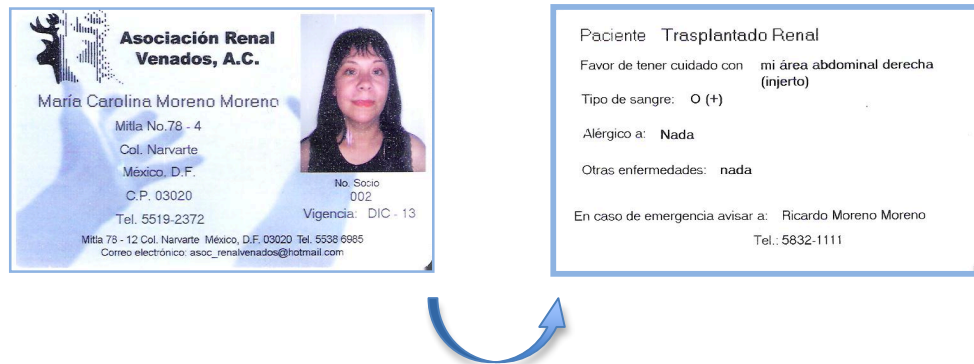 Asociación Renal
Venados, A.C.
María Carolina Moreno Moreno
Mitla No.78 - 4
Col. Narvarte
México, D.F.
C.P. 03020
Tel. 5519-2372
No. Socio
002
Vigencia: DIC - 13
Mitla 78 - 12 Col. Narvarte México, D.F. 03020 Tel. 5538 6985
Correo electrónico: asoc_renalvenados@hotmail.com
Paciente Trasplantado Renal
Favor de tener cuidado con mi área abdominal derecha
(injerto)
Tipo de sangre: O (+)
Alérgico a: Nada
Otras enfermedades: nada
En caso de emergencia avisar a: Ricardo Moreno Moreno
Tel.: 5832-1111